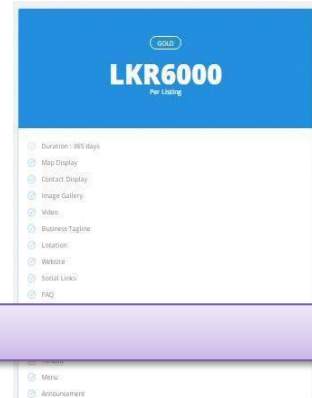 GOLD
LKR6000
Per Listing
Duration : 365 days
Map Display
Contact Display
Image Gallery
Video
Business Tagline
Location
Website
Social Links
FAQ
Menu
Announcement